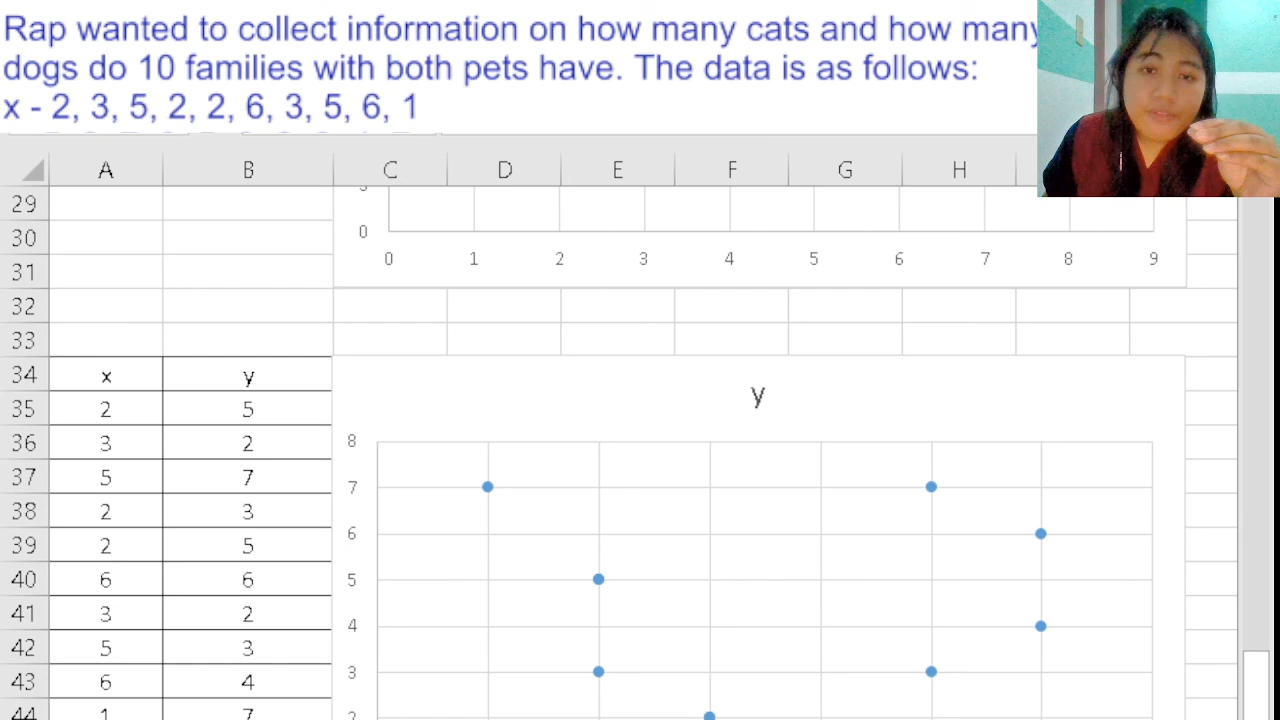 Rap wanted to collect information on how many cats and how many
dogs do 10 families with both pets have. The data is as follows:
x - 2, 3, 5, 2, 2, 6, 3, 5, 6, 1
A B C D E F G H
29
30 0
0 1 2 3 4 5 6 7 8 9
31
32
33
34 x y
y
35 2 5
36 3 2
8
37 5 7
7
38 2 3
6
39 2 5
5
40 6 6
41 3 2
4
42 5 3
3
43 6 4
44 1 7
2